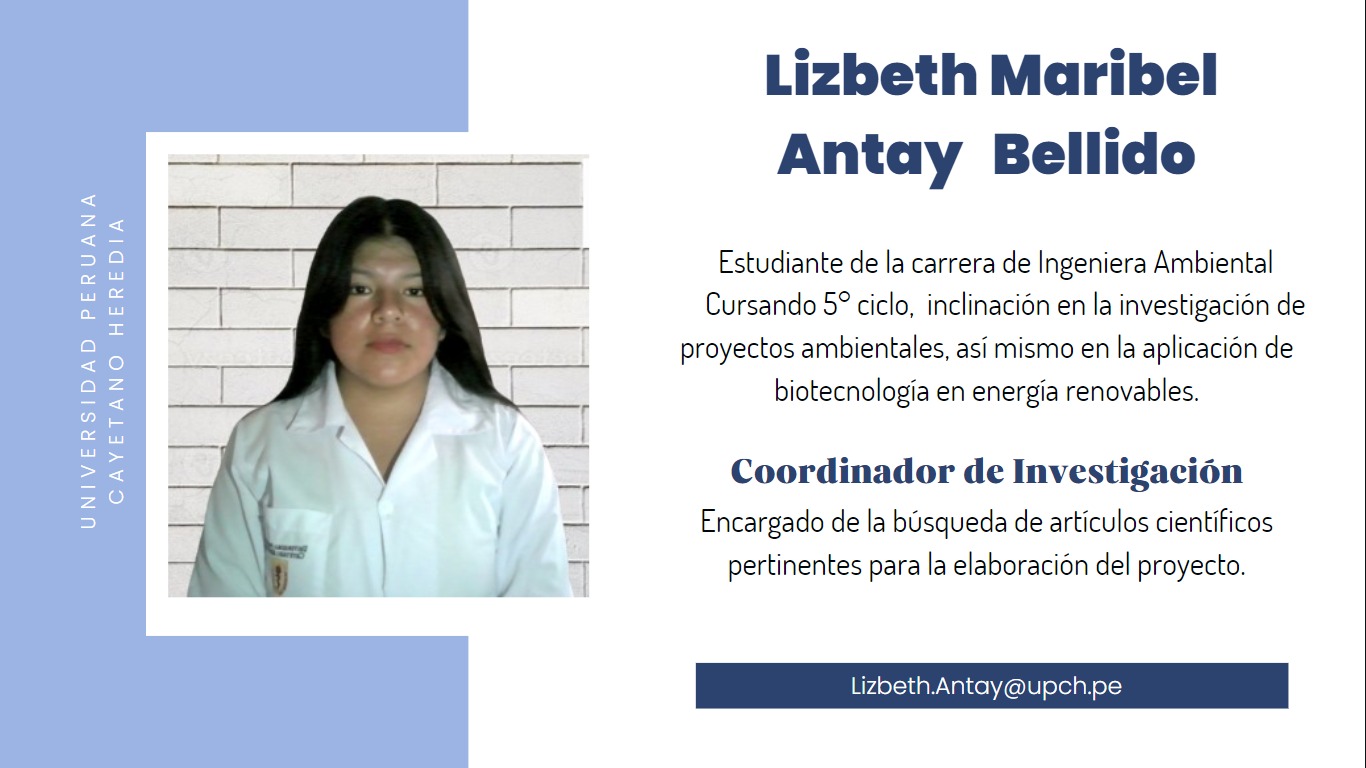 UNIVERSIDAD PERUANA
CAYETANO HEREDIA
Lizbeth Maribel
Antay Bellido
Estudiante de la carrera de Ingeniera Ambiental
Cursando 5° ciclo, inclinación en la investigación de
proyectos ambientales, así mismo en la aplicación de
biotecnología en energía renovables.
Coordinador de Investigación
Encargado de la búsqueda de artículos científicos
pertinentes para la elaboración del proyecto.
Lizbeth.Antay@upch.pe